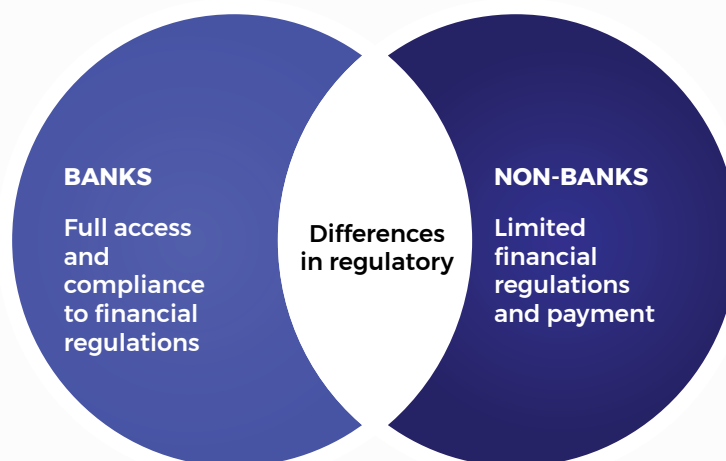 BANKS
Full access
and
compliance
to financial
regulations
Differences
in regulatory
NON-BANKS
Limited
financial
regulations
and payment